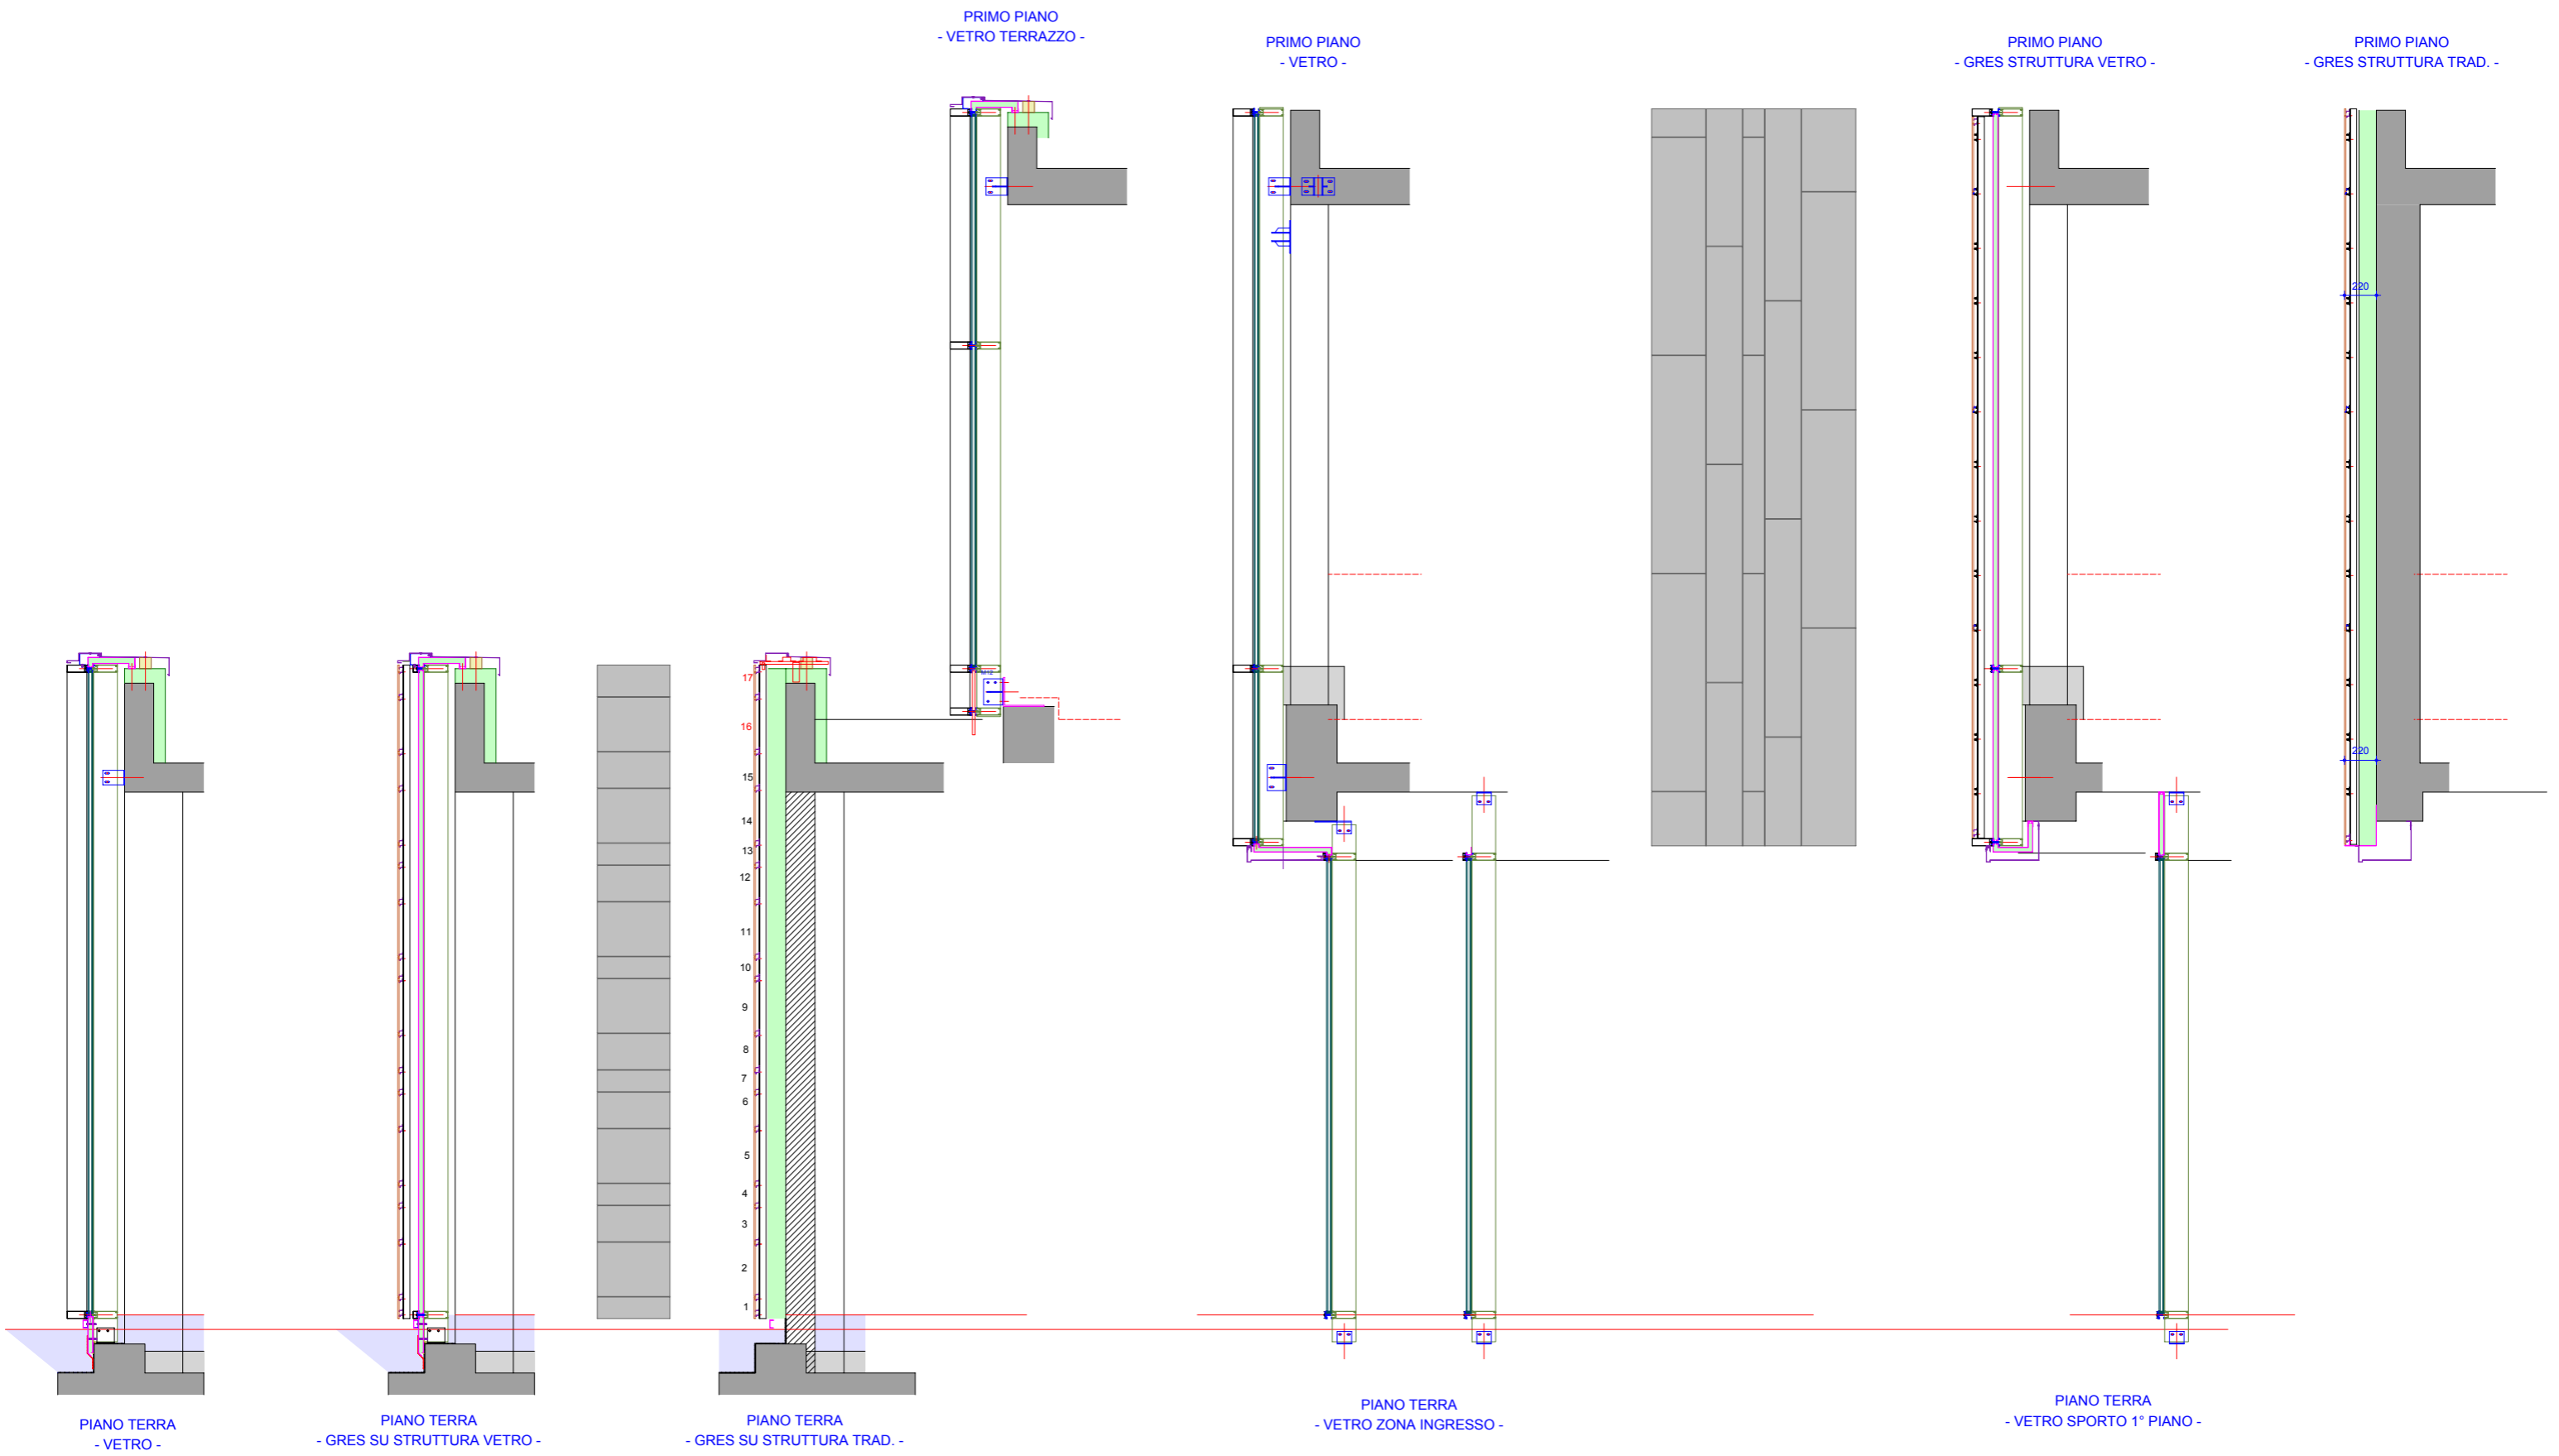 PRIMO PIANO
- VETRO TERRAZZO -
PRIMO PIANO
- VETRO -
PRIMO PIANO
- GRES STRUTTURA VETRO -
PRIMO PIANO
- GRES STRUTTURA TRAD. -
220
M12
220
17
16
15
14
13
12
11
10
9
8
7
6
5
4
3
2
1
PIANO TERRA
- VETRO -
PIANO TERRA
- GRES SU STRUTTURA VETRO -
PIANO TERRA
- GRES SU STRUTTURA TRAD. -
PIANO TERRA
- VETRO ZONA INGRESSO -
PIANO TERRA
- VETRO SPORTO 1° PIANO -